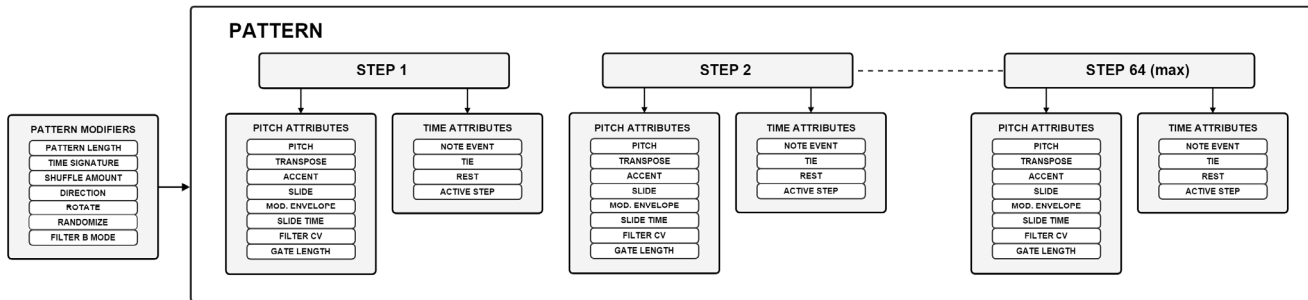 PATTERN
STEP 1
STEP 2
STEP 64 (max)
PATTERN MODIFIERS
PATTERN LENGTH
TIME SIGNATURE
SHUFFLE AMOUNT
DIRECTION
ROTATE
RANDOMIZE
FILTER B MODE
PITCH ATTRIBUTES
PITCH
TRANSPOSE
ACCENT
SLIDE
MOD. ENVELOPE
SLIDE TIME
FILTER CV
GATE LENGTH
TIME ATTRIBUTES
NOTE EVENT
TIE
REST
ACTIVE STEP
PITCH ATTRIBUTES
PITCH
TRANSPOSE
ACCENT
SLIDE
MOD. ENVELOPE
SLIDE TIME
FILTER CV
GATE LENGTH
TIME ATTRIBUTES
NOTE EVENT
TIE
REST
ACTIVE STEP
PITCH ATTRIBUTES
PITCH
TRANSPOSE
ACCENT
SLIDE
MOD. ENVELOPE
SLIDE TIME
FILTER CV
GATE LENGTH
TIME ATTRIBUTES
NOTE EVENT
TIE
REST
ACTIVE STEP